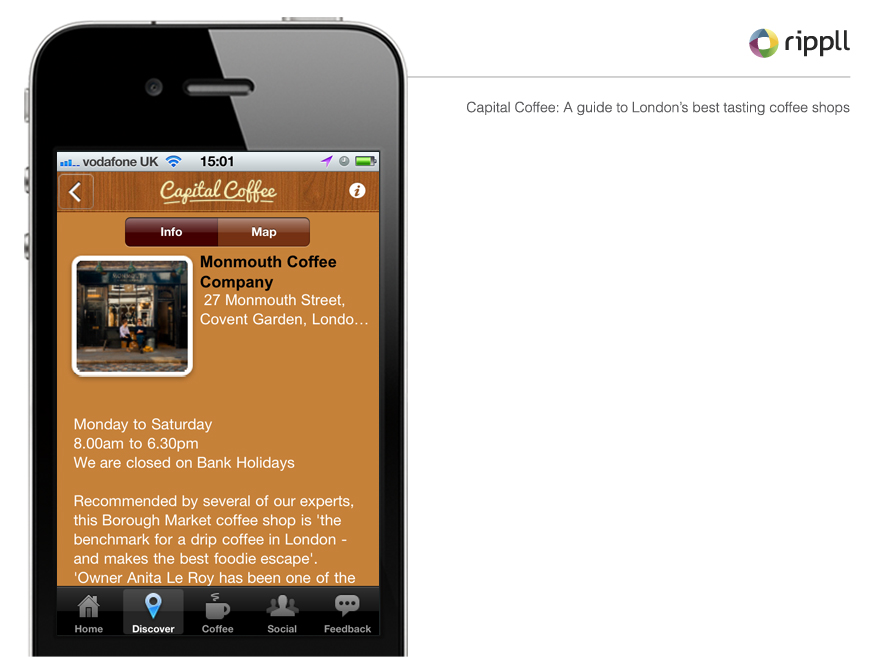 rippll
Capital Coffee: A guide to London's best tasting coffee shops
vodafone UK 15:01
Capital Coffee
Info Map
Monmouth Coffee
Company
27 Monmouth Street,
Covent Garden, Londo…
Monday to Saturday
8.00am to 6.30pm
We are closed on Bank Holidays
Recommended by several of our experts,
this Borough Market coffee shop is 'the
benchmark for a drip coffee in London -
and makes the best foodie escape'.
'Owner Anita Le Roy has been one of the
Home Discover Coffee Social Feedback